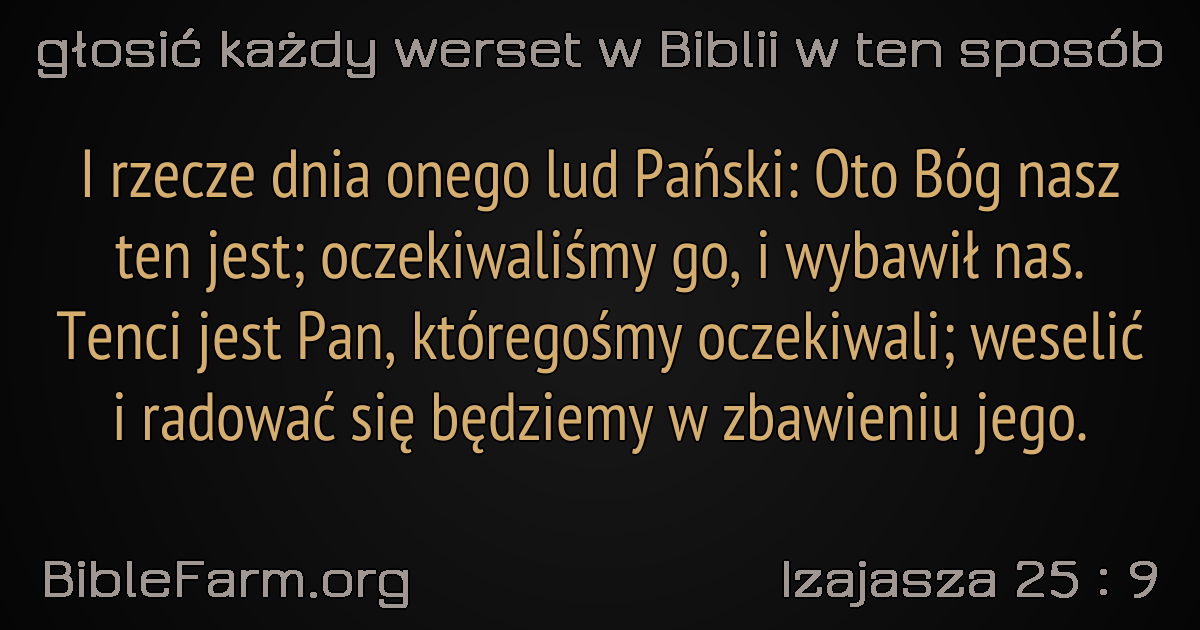 głosić każdy werset w Biblii w ten sposób
I rzecze dnia onego lud Pański: Oto Bóg nasz
ten jest; oczekiwaliśmy go, i wybawił nas.
Tenci jest Pan, któregośmy oczekiwali; weselić
i radować się będziemy w zbawieniu jego.
BibleFarm.org
Izajasza 25 : 9